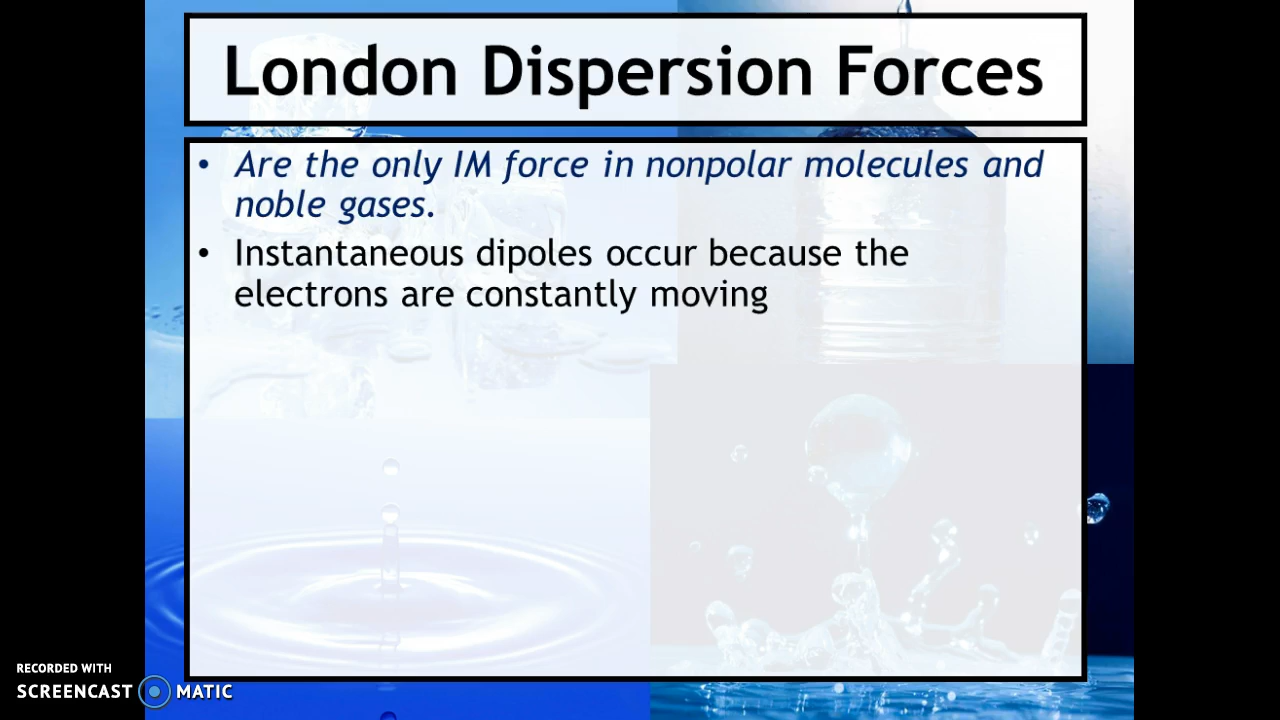 London Dispersion Forces
• Are the only IM force in nonpolar molecules and
noble gases.
• Instantaneous dipoles occur because the
electrons are constantly moving
RECORDED WITH
SCREENCAST MATIC